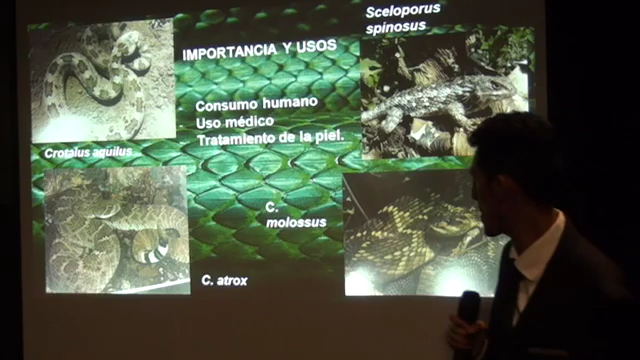 Sceloporus
spinosus
IMPORTANCIA Y USOS
Consumo humano
Uso médico
Tratamiento de la piel.
Crotalus aquilus
C.
molossus
C. atrox